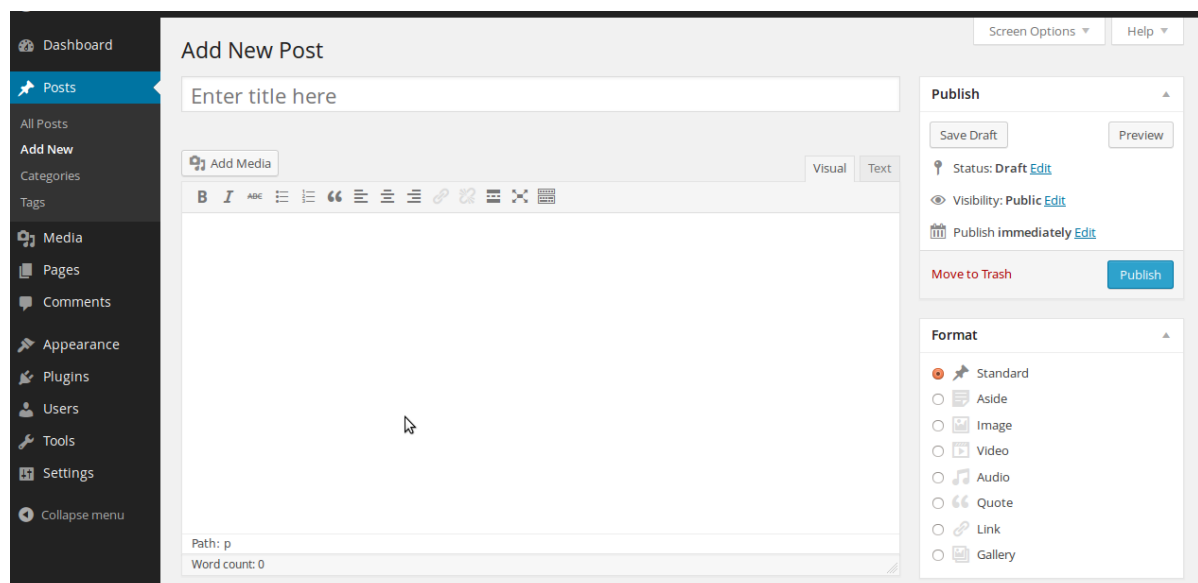 Dashboard
Posts
All Posts
Add New
Categories
Tags
Media
Pages
Comments
Appearance
Plugins
Users
Tools
Settings
Collapse menu
Screen Options
Help
Add New Post
Enter title here
Add Media
Visual
Text
B I ABC
Path: p
Word count: 0
Publish
Save Draft
Preview
Status: Draft Edit
Visibility: Public Edit
Publish immediately Edit
Move to Trash
Publish
Format
Standard
Aside
Image
Video
Audio
Quote
Link
Gallery